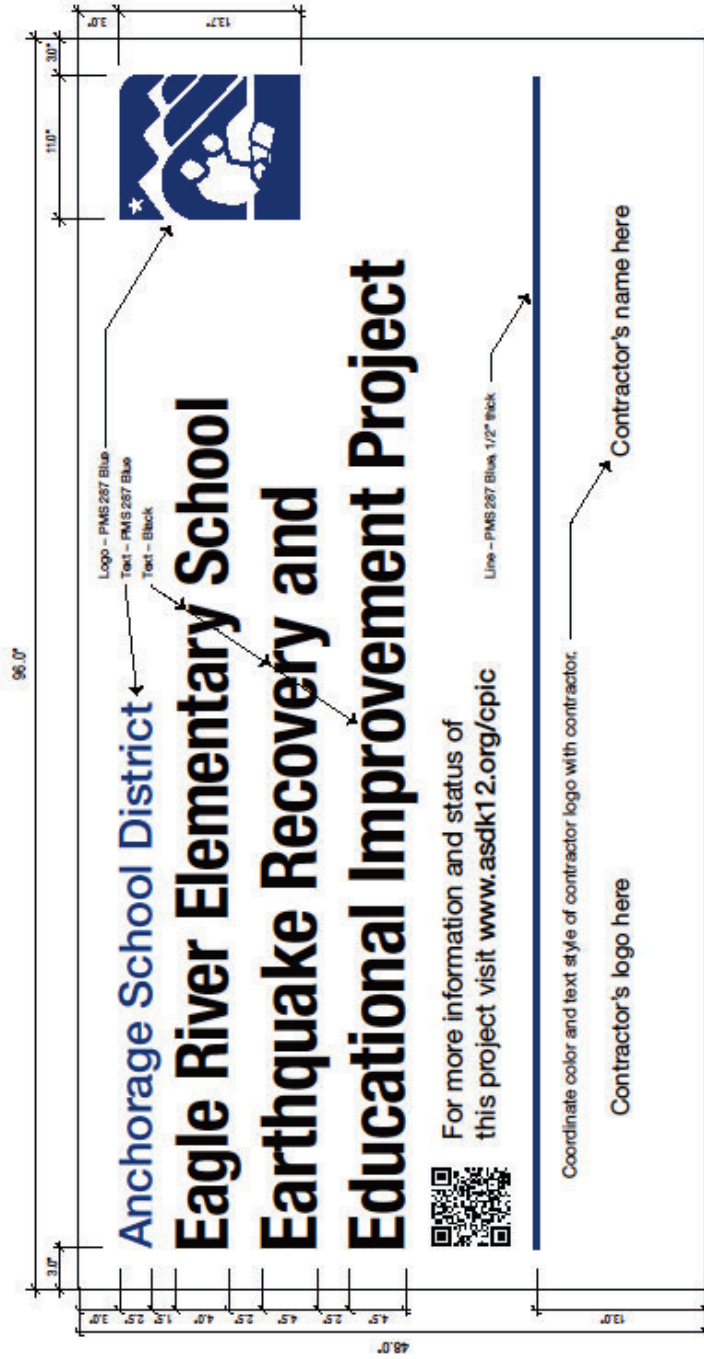 96.0"
3.0"
11.0"
3.0"
3.0"
13.7"
Logo – PMS 287 Blue
Text – PMS 287 Blue
Text – Black
Anchorage School District
Eagle River Elementary School
Earthquake Recovery and
Educational Improvement Project
For more information and status of
this project visit www.asdk12.org/cpic
Line – PMS 287 Blue, 1/2" thick
Coordinate color and text style of contractor logo with contractor.
Contractor's logo here
Contractor's name here
3.0"
2.5"
1.5"
4.0"
2.5"
4.5"
2.5"
4.5"
13.0"
48.0"